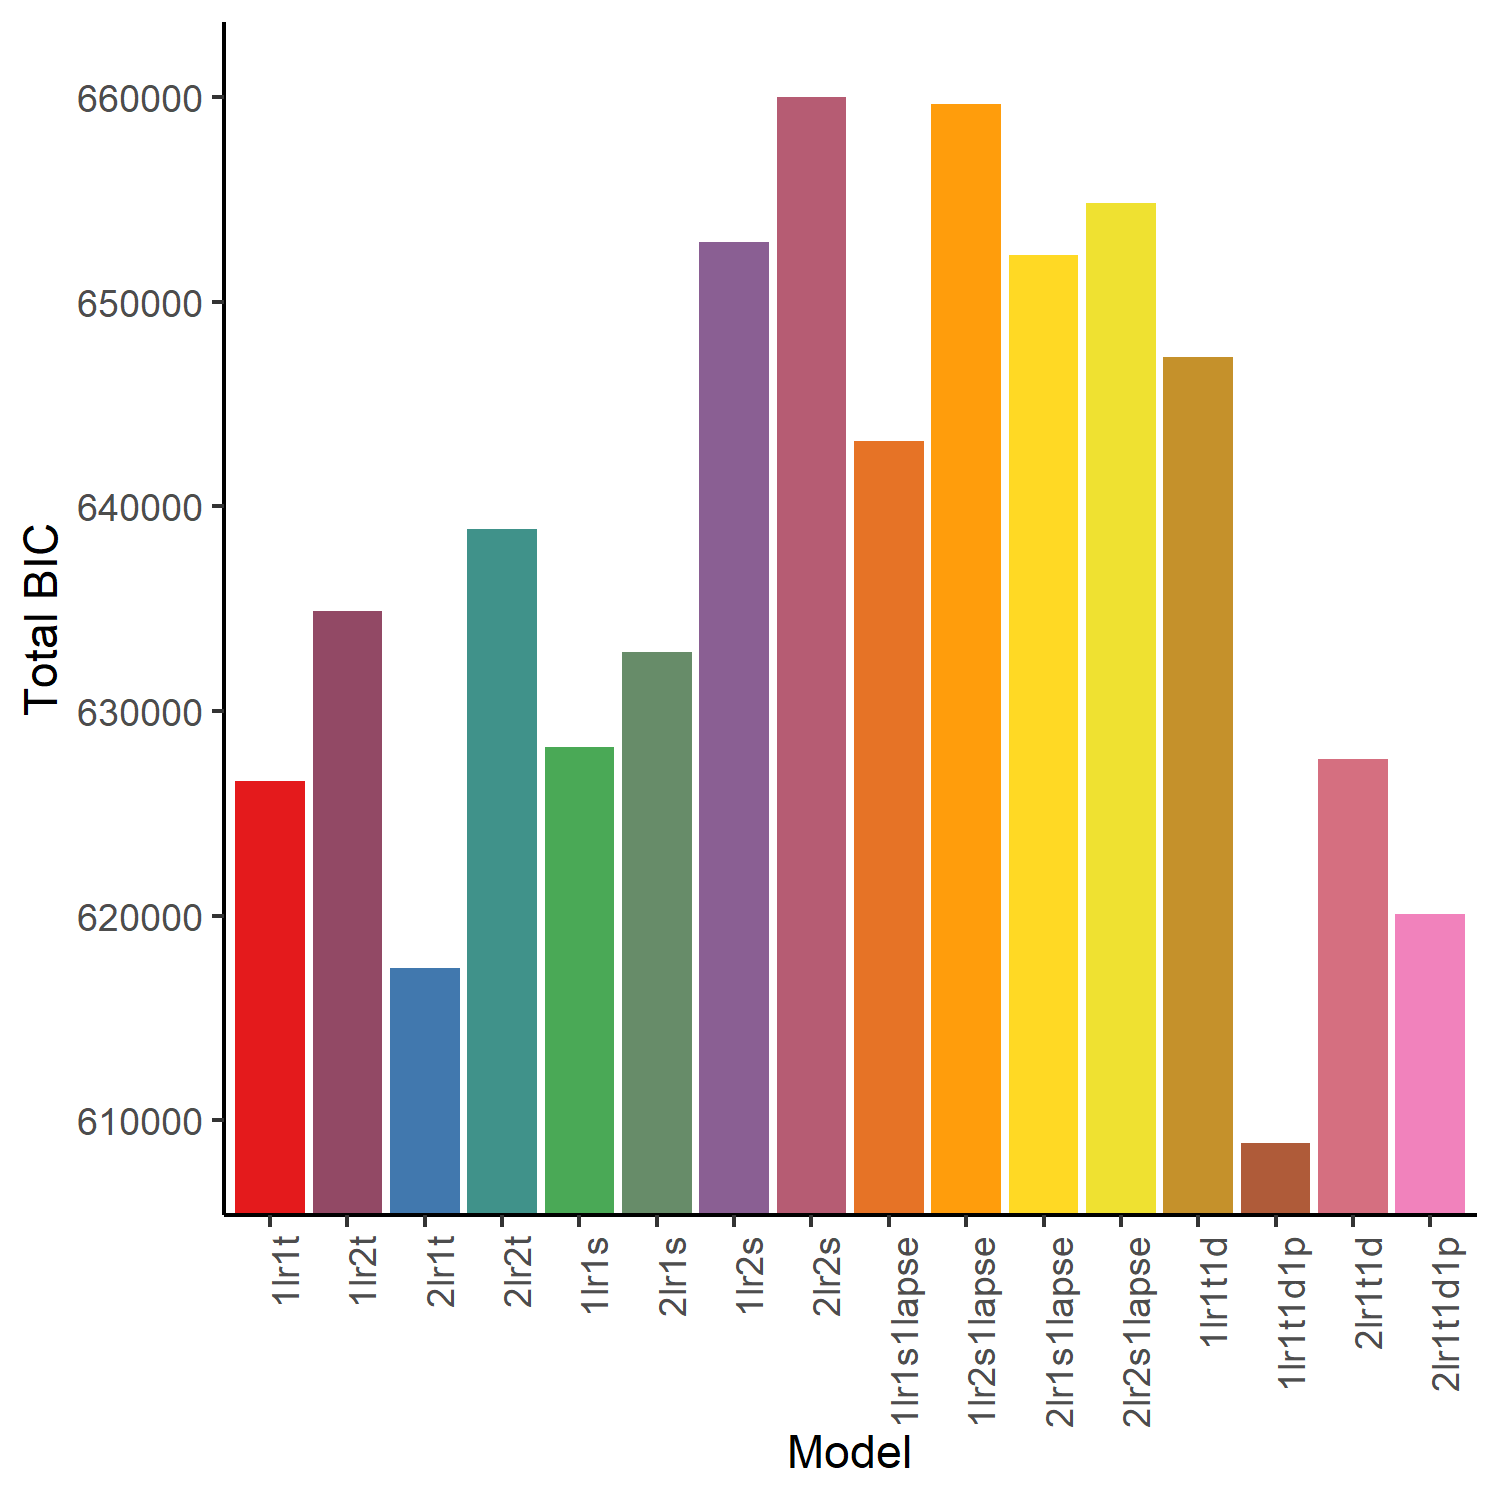 Total BIC
660000
650000
640000
630000
620000
610000
1lr1t
1lr2t
2lr1t
2lr2t
1lr1s
2lr1s
1lr2s
2lr2s
1lr1s1lapse
1lr2s1lapse
2lr1s1lapse
2lr2s1lapse
1lr1t1d
1lr1t1d1p
2lr1t1d
2lr1t1d1p
Model